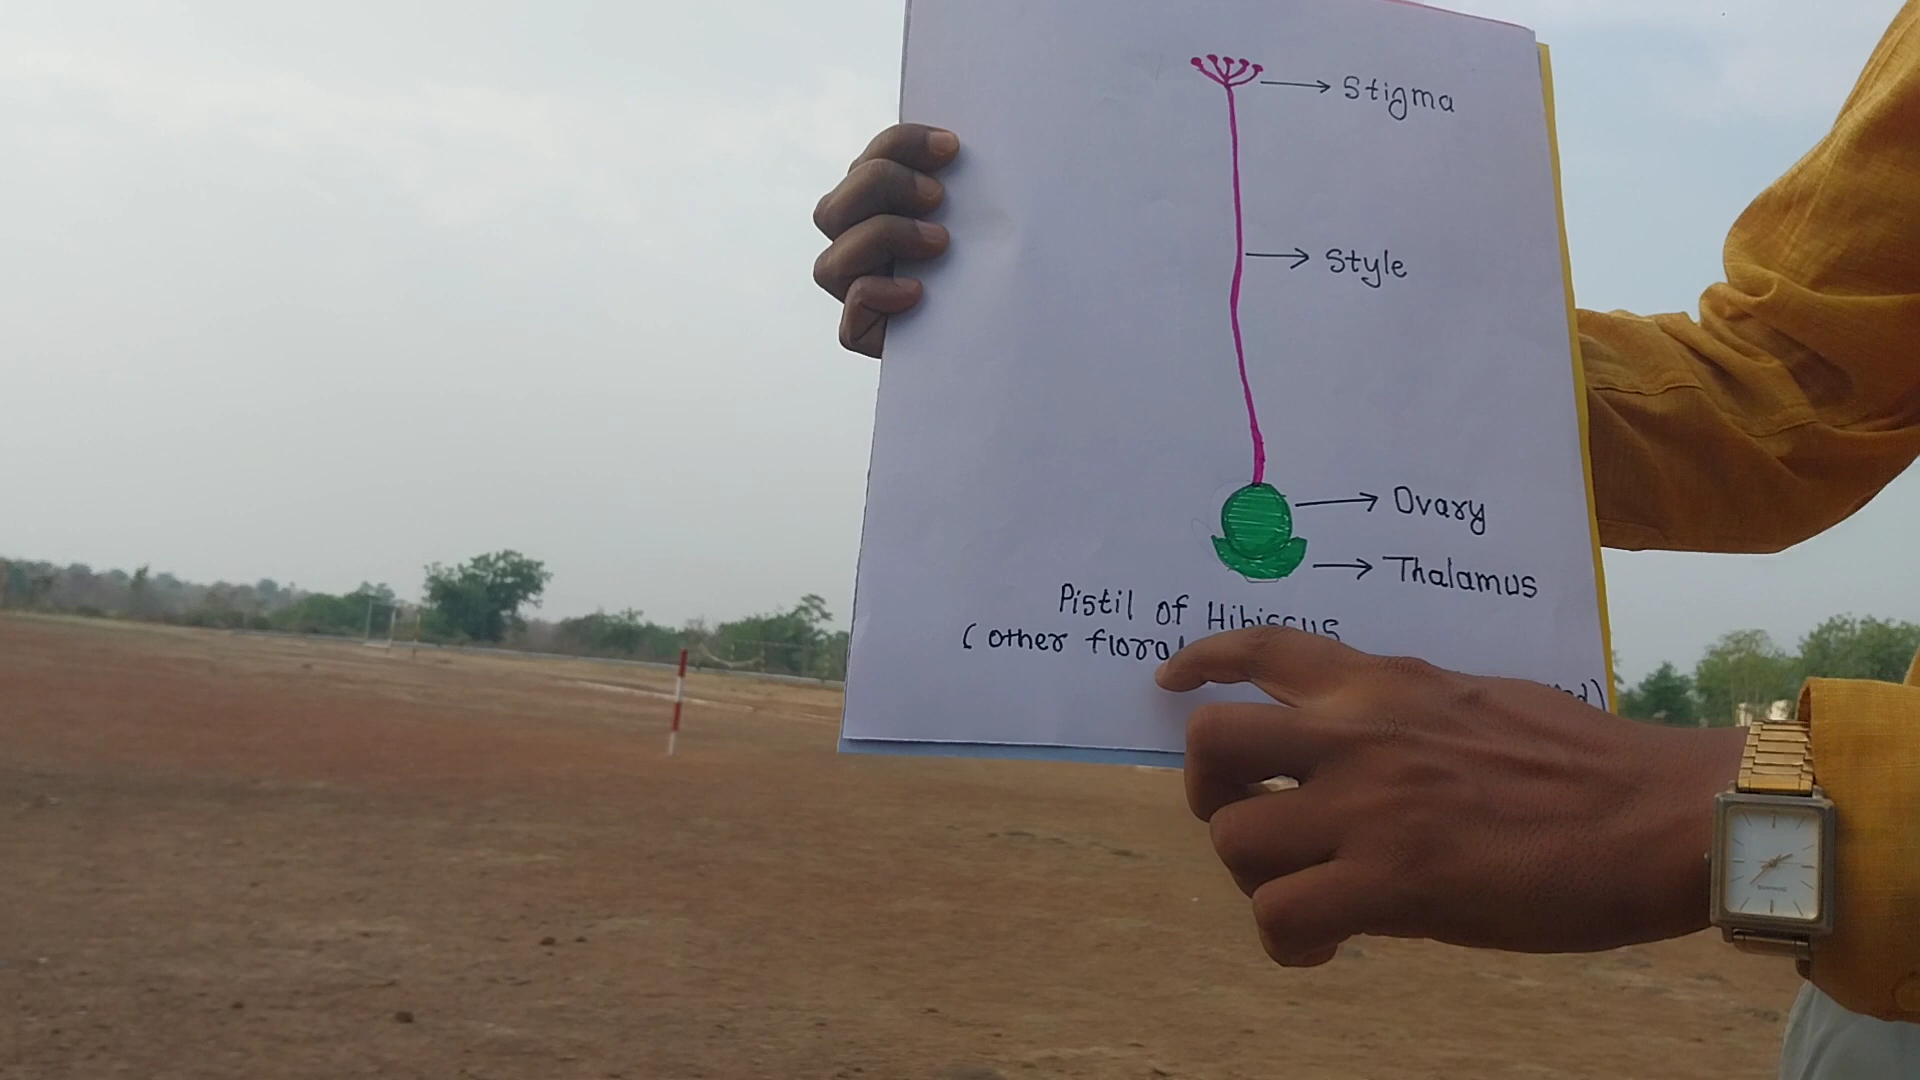 Stigma
Style
Ovary
Thalamus
Pistil of Hibiscus
(other floral